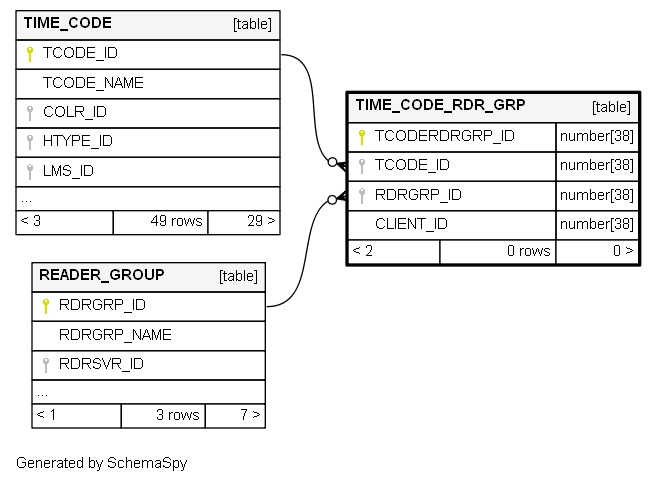 TIME_CODE [table]
TCODE_ID
TCODE_NAME
COLR_ID
HTYPE_ID
LMS_ID
...
< 3 49 rows 29 >
TIME_CODE_RDR_GRP [table]
TCODERDRGRP_ID number[38]
TCODE_ID number[38]
RDRGRP_ID number[38]
CLIENT_ID number[38]
< 2 0 rows 0 >
READER_GROUP [table]
RDRGRP_ID
RDRGRP_NAME
RDRSVR_ID
...
< 1 3 rows 7 >
Generated by SchemaSpy